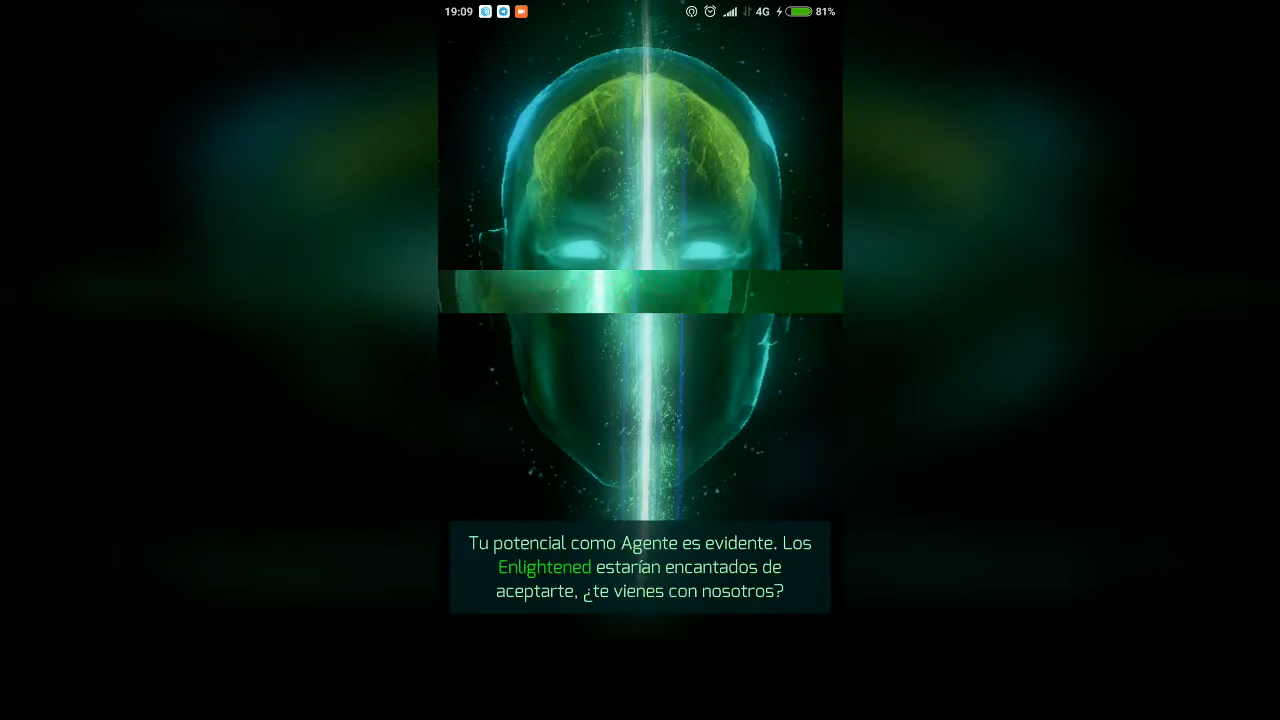 19:09 4G 81%
Tu potencial como Agente es evidente. Los
Enlightened estarían encantados de
aceptarte, ¿te vienes con nosotros?